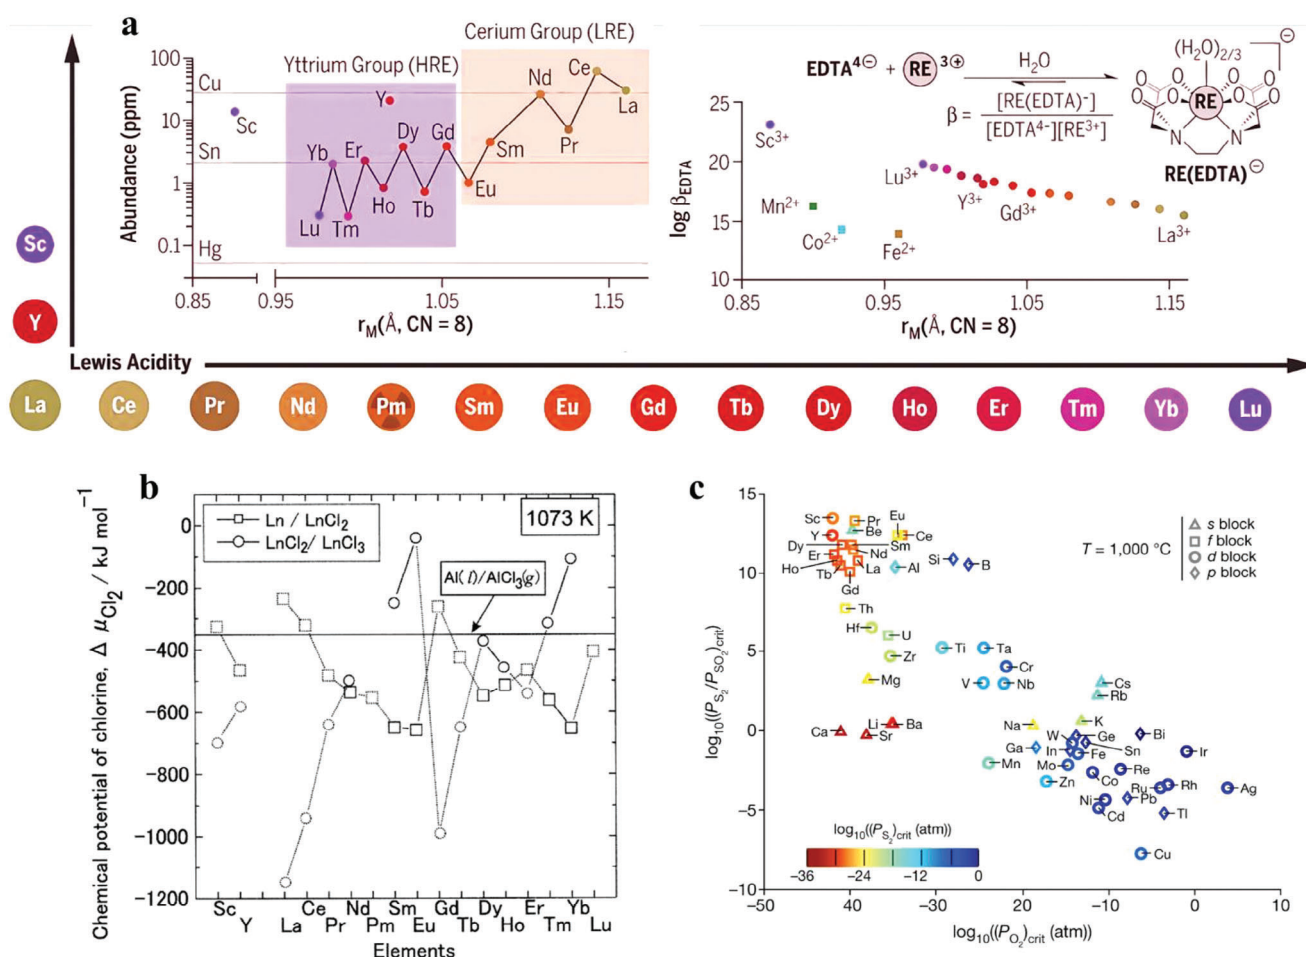 a
Abundance (ppm)
100
10
1
0.1
Cu
Sn
Hg
Yttrium Group (HRE)
Cerium Group (LRE)
Sc
Y
Yb
Er
Dy
Gd
Lu
Tm
Ho
Tb
Eu
Sm
Nd
Pr
Ce
La
0.85
0.95
1.05
1.15
rM(Å, CN = 8)
EDTA4⊖ + RE 3⊕
H2O
β = [RE(EDTA)-]
[EDTA4-][RE3+]
(H2O)2/3
⊖
O
O
O
O
O
O
O
O
RE
N
N
RE(EDTA)⊖
log βEDTA
25
20
15
10
Sc3+
Mn2+
Co2+
Fe2+
Lu3+
Y3+
Gd3+
La3+
0.85
0.95
1.05
1.15
rM(Å, CN = 8)
Sc
Y
Lewis Acidity
La Ce Pr Nd Pm Sm Eu Gd Tb Dy Ho Er Tm Yb Lu
b
Chemical potential of chlorine, Δ μCl2 / kJ mol−1
0
−200
−400
−600
−800
−1000
−1200
Ln / LnCl2
LnCl2/ LnCl3
1073 K
Al(l)/AlCl3(g)
Sc Ce Nd Sm Gd Dy Er Yb
Y La Pr Pm Eu Tb Ho Tm Lu
Elements
c
log10((PS2/PSO2)crit)
15
10
5
0
−5
−10
T = 1,000 °C
s block
f block
d block
p block
Sc
Pr
Be
Eu
Ce
Y
Dy
Sm
Er
Nd
Ho
Tb
La
Gd
Al
Si
B
Th
Hf
U
Zr
Mg
Ti
Ta
Cr
V
Nb
Cs
Rb
Li
Ba
Ca
Sr
Na
K
W
Ge
Bi
Ga
In
Sn
Fe
Ir
Mn
Mo
Re
Zn
Co
Ru
Rh
Ag
Ni
Pb
Cd
Tl
Cu
log10((PS2)crit (atm))
−36
−24
−12
0
−50
−40
−30
−20
−10
0
10
log10((PO2)crit (atm))